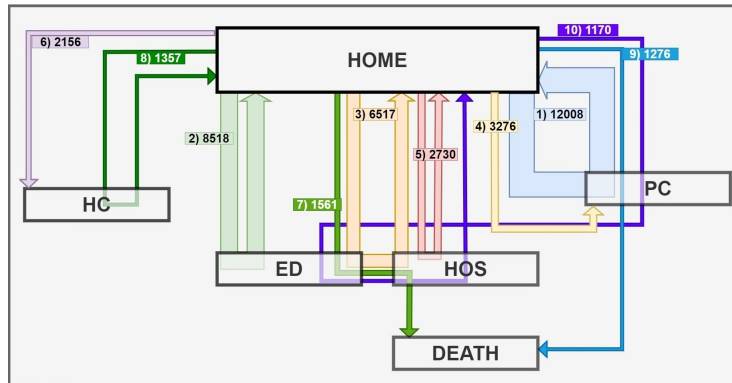 10) 1170
6) 2156
8) 1357
HOME
9) 1276
2) 8518
3) 6517
4) 3276
1) 12008
5) 2730
HC
7) 1561
PC
ED
HOS
DEATH